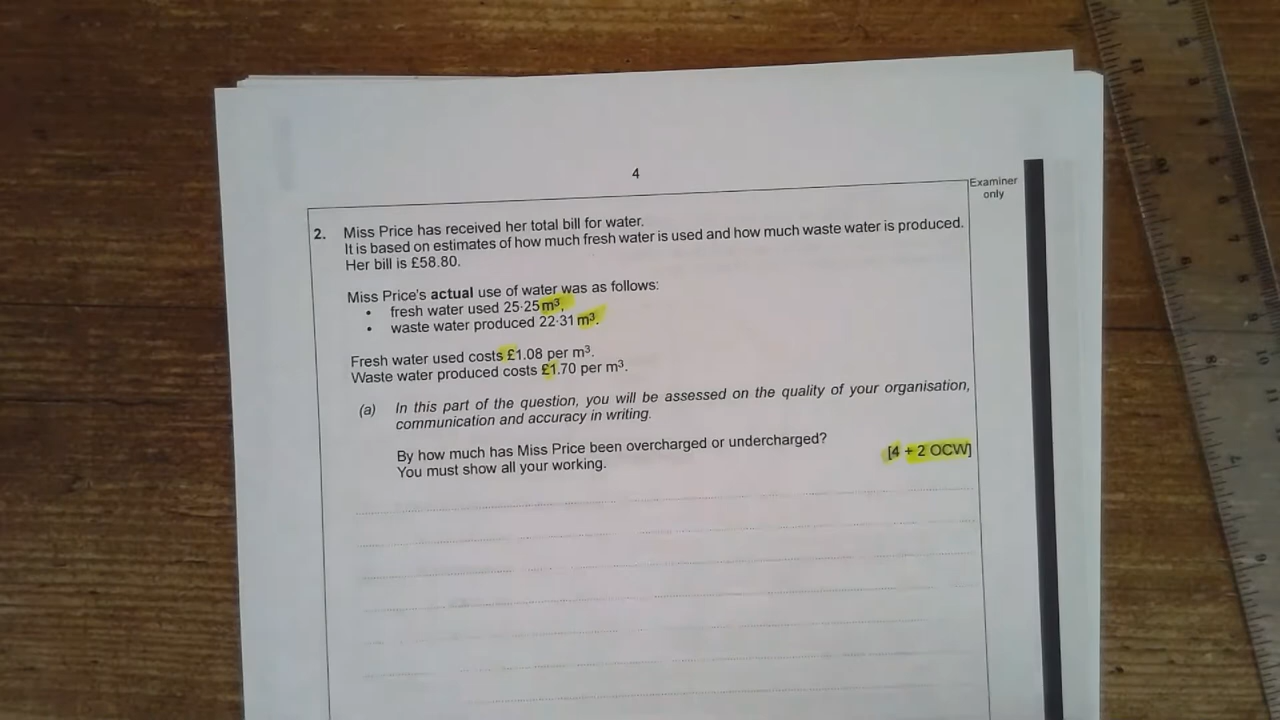 4
Examiner
only
2. Miss Price has received her total bill for water.
It is based on estimates of how much fresh water is used and how much waste water is produced.
Her bill is £58.80.
Miss Price's actual use of water was as follows:
• fresh water used 25·25 m³,
• waste water produced 22·31 m³.
Fresh water used costs £1.08 per m³.
Waste water produced costs £1.70 per m³.
(a) In this part of the question, you will be assessed on the quality of your organisation,
communication and accuracy in writing.
By how much has Miss Price been overcharged or undercharged?
You must show all your working. [4 + 2 OCW]